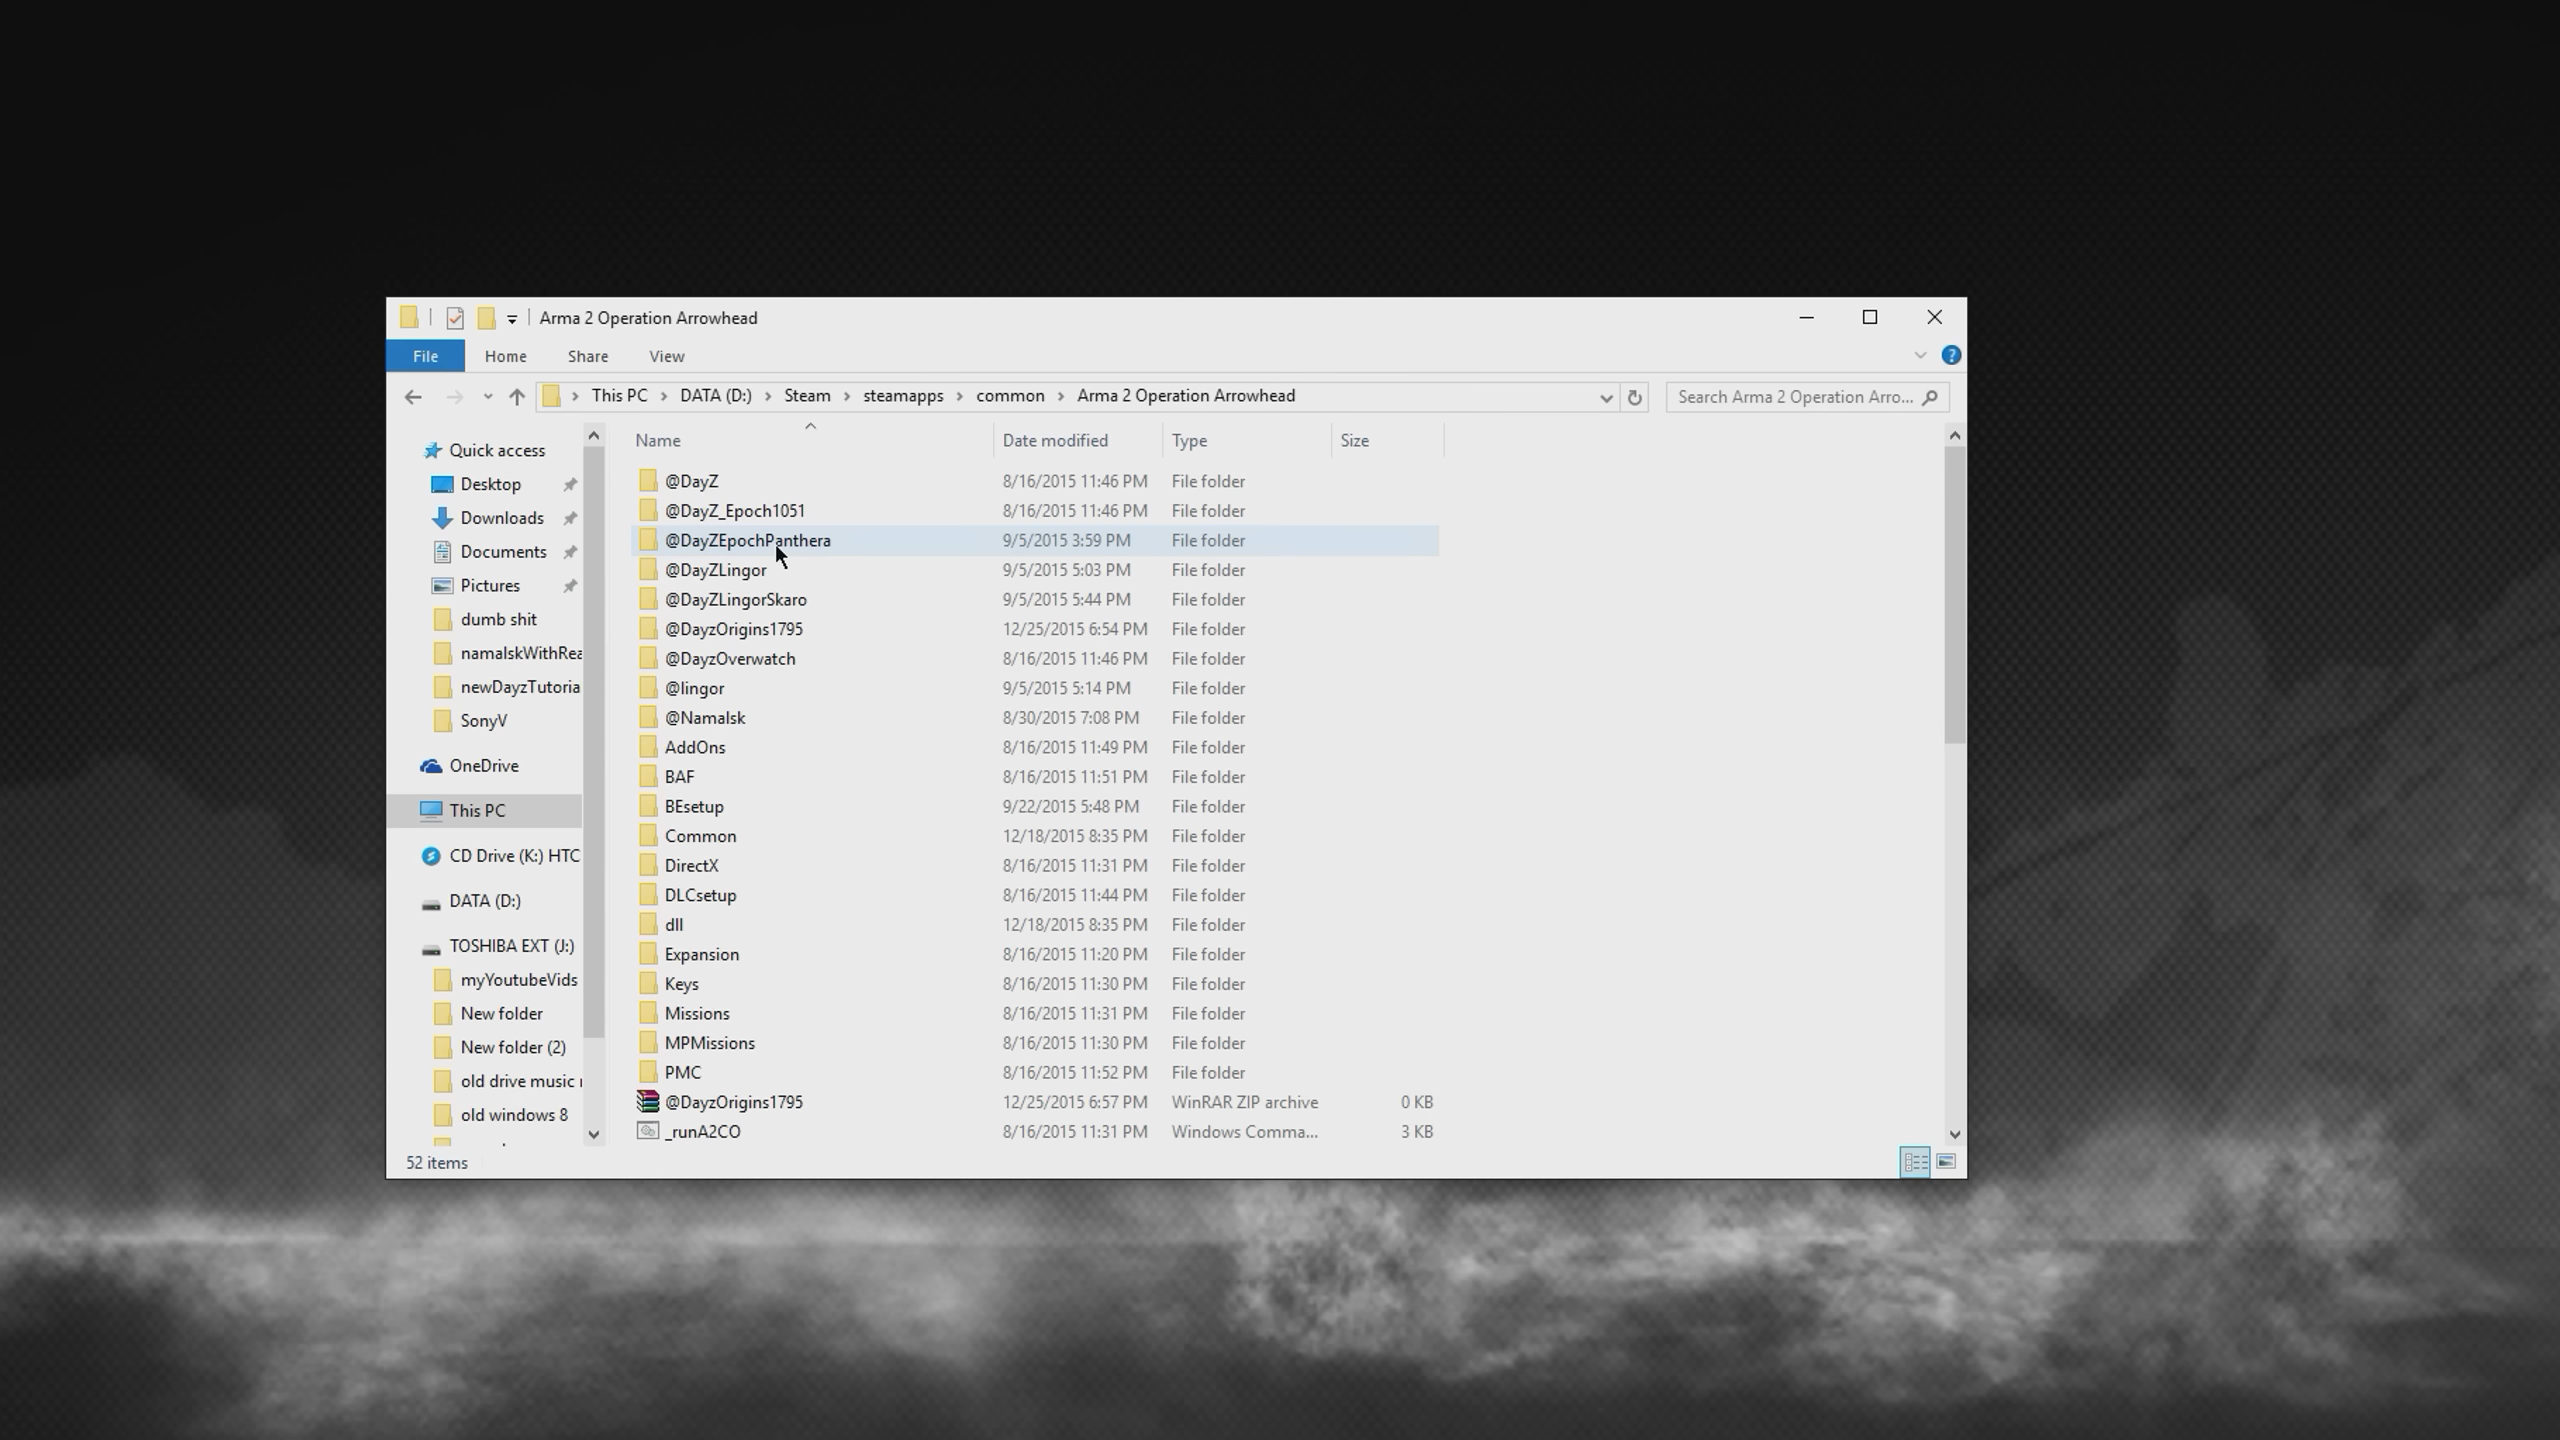 Arma 2 Operation Arrowhead
File Home Share View
This PC DATA (D:) Steam steamapps common Arma 2 Operation Arrowhead Search Arma 2 Operation Arro...
Name Date modified Type Size
Quick access
Desktop
Downloads
Documents
Pictures
dumb shit
namalskWithRea
newDayzTutoria
SonyV
OneDrive
This PC
CD Drive (K:) HTC
DATA (D:)
TOSHIBA EXT (J:)
myYoutubeVids
New folder
New folder (2)
old drive music
old windows 8
@DayZ 8/16/2015 11:46 PM File folder
@DayZ_Epoch1051 8/16/2015 11:46 PM File folder
@DayZEpochPanthera 9/5/2015 3:59 PM File folder
@DayZLingor 9/5/2015 5:03 PM File folder
@DayZLingorSkaro 9/5/2015 5:44 PM File folder
@DayzOrigins1795 12/25/2015 6:54 PM File folder
@DayzOverwatch 8/16/2015 11:46 PM File folder
@lingor 9/5/2015 5:14 PM File folder
@Namalsk 8/30/2015 7:08 PM File folder
AddOns 8/16/2015 11:49 PM File folder
BAF 8/16/2015 11:51 PM File folder
BEsetup 9/22/2015 5:48 PM File folder
Common 12/18/2015 8:35 PM File folder
DirectX 8/16/2015 11:31 PM File folder
DLCsetup 8/16/2015 11:44 PM File folder
dll 12/18/2015 8:35 PM File folder
Expansion 8/16/2015 11:20 PM File folder
Keys 8/16/2015 11:30 PM File folder
Missions 8/16/2015 11:31 PM File folder
MPMissions 8/16/2015 11:30 PM File folder
PMC 8/16/2015 11:52 PM File folder
@DayzOrigins1795 12/25/2015 6:57 PM WinRAR ZIP archive 0 KB
_runA2CO 8/16/2015 11:31 PM Windows Comma... 3 KB
52 items